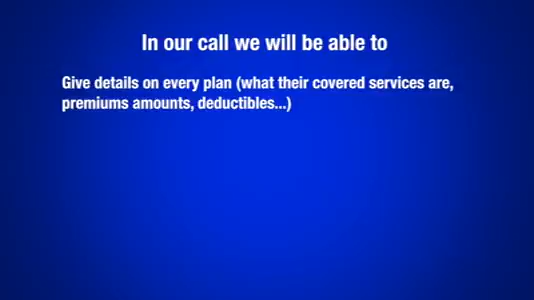 In our call we will be able to
Give details on every plan (what their covered services are,
premiums amounts, deductibles...)